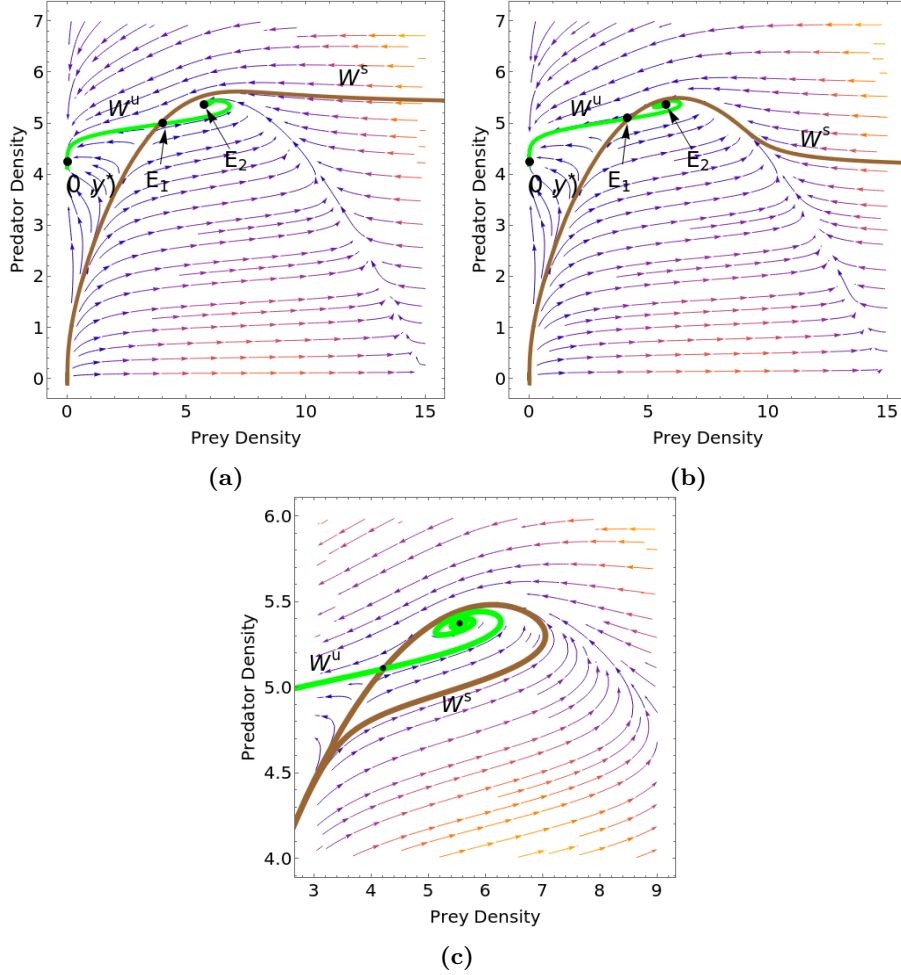 7
6
5
4
3
2
1
0
0 5 10 15
Predator Density
Prey Density
W^u
W^s
E_1
E_2
(0 ,y*)
(a)
7
6
5
4
3
2
1
0
0 5 10 15
Predator Density
Prey Density
W^u
W^s
E_1
E_2
(0 ,y*)
(b)
6.0
5.5
5.0
4.5
4.0
3 4 5 6 7 8 9
Predator Density
Prey Density
W^u
W^s
(c)